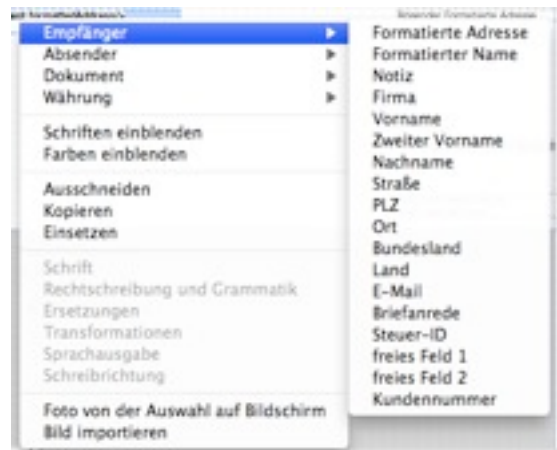 Empfänger
Absender
Dokument
Währung
Schriften einblenden
Farben einblenden
Ausschneiden
Kopieren
Einsetzen
Schrift
Rechtschreibung und Grammatik
Ersetzungen
Transformationen
Sprachausgabe
Schreibrichtung
Foto von der Auswahl auf Bildschirm
Bild importieren
Formatierte Adresse
Formatierter Name
Notiz
Firma
Vorname
Zweiter Vorname
Nachname
Straße
PLZ
Ort
Bundesland
Land
E-Mail
Briefanrede
Steuer-ID
freies Feld 1
freies Feld 2
Kundennummer